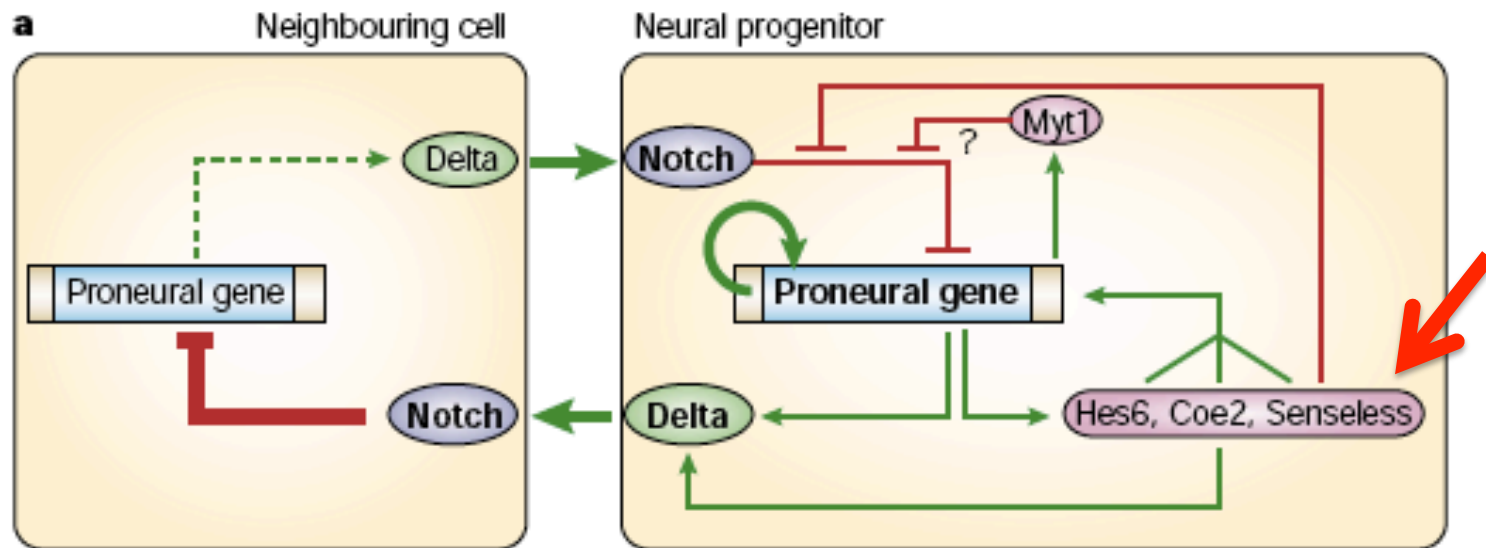 a
Neighbouring cell
Neural progenitor
Delta
Notch
Myt1
?
Proneural gene
Proneural gene
Notch
Delta
Hes6, Coe2, Senseless